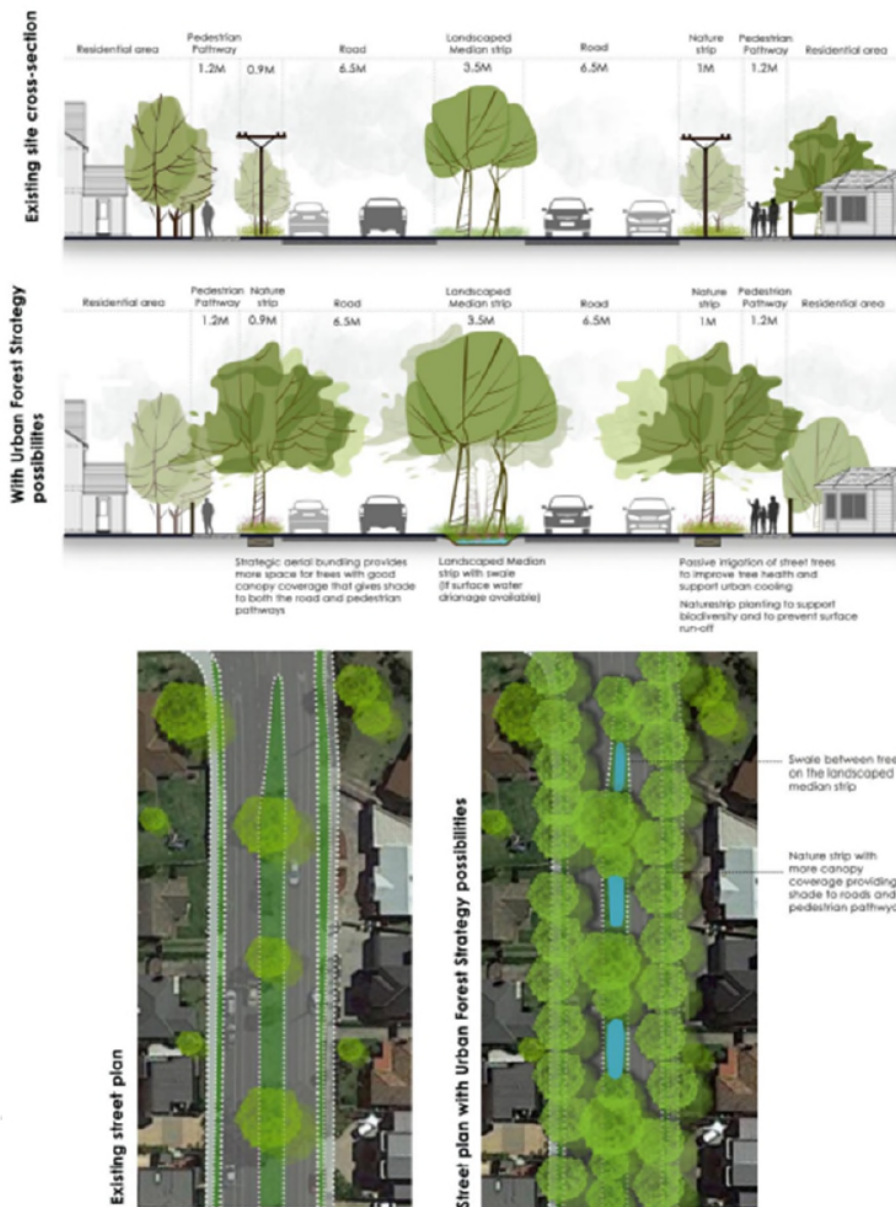 Existing site cross-section
Residential area
Pedestrian
Pathway
1.2M
0.9M
Road
6.5M
Landscaped
Median strip
3.5M
Road
6.5M
Nature
strip
1M
Pedestrian
Pathway
1.2M
Residential area
With Urban Forest Strategy
possibilites
Residential area
Pedestrian
Pathway
1.2M
Nature
strip
0.9M
Road
6.5M
Landscaped
Median strip
3.5M
Road
6.5M
Nature
strip
1M
Pedestrian
Pathway
1.2M
Residential area
Strategic aerial bundling provides
more space for trees with good
canopy coverage that gives shade
to both the road and pedestrian
pathways
Landscaped Median
strip with swale
(if surface water
drianage available)
Passive irrigation of street trees
to improve tree health and
support urban cooling
Naturestrip planting to support
biodiversity and to prevent surface
run-off
Existing street plan
Street plan with Urban Forest Strategy possibilities
Swale between tree
on the landscaped
median strip
Nature strip with
more canopy
coverage providing
shade to roads and
pedestrian pathway